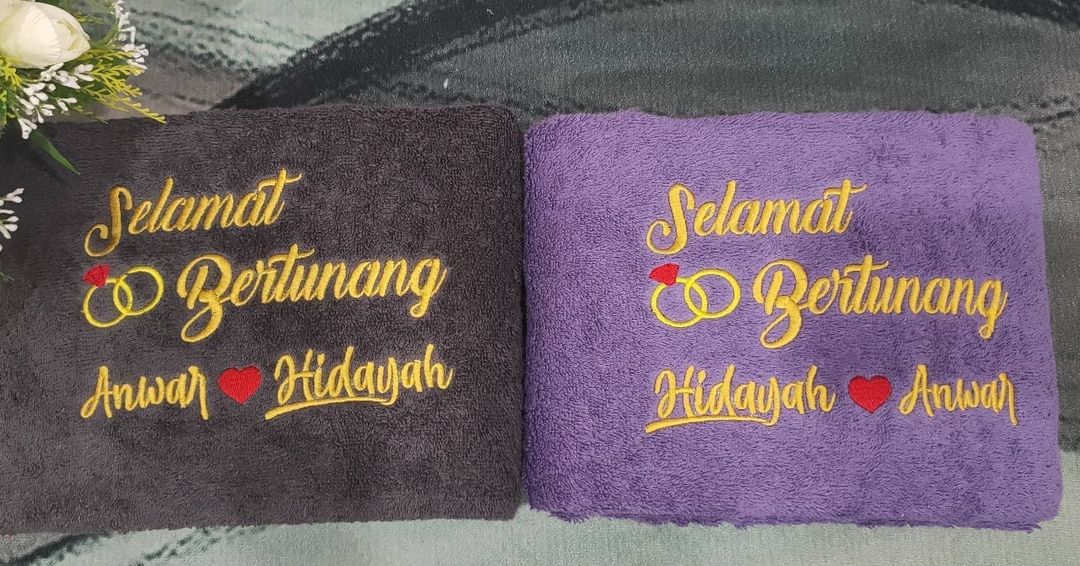 Selamat
Bertunang
Anwar Hidayah
Selamat
Bertunang
Hidayah Anwar